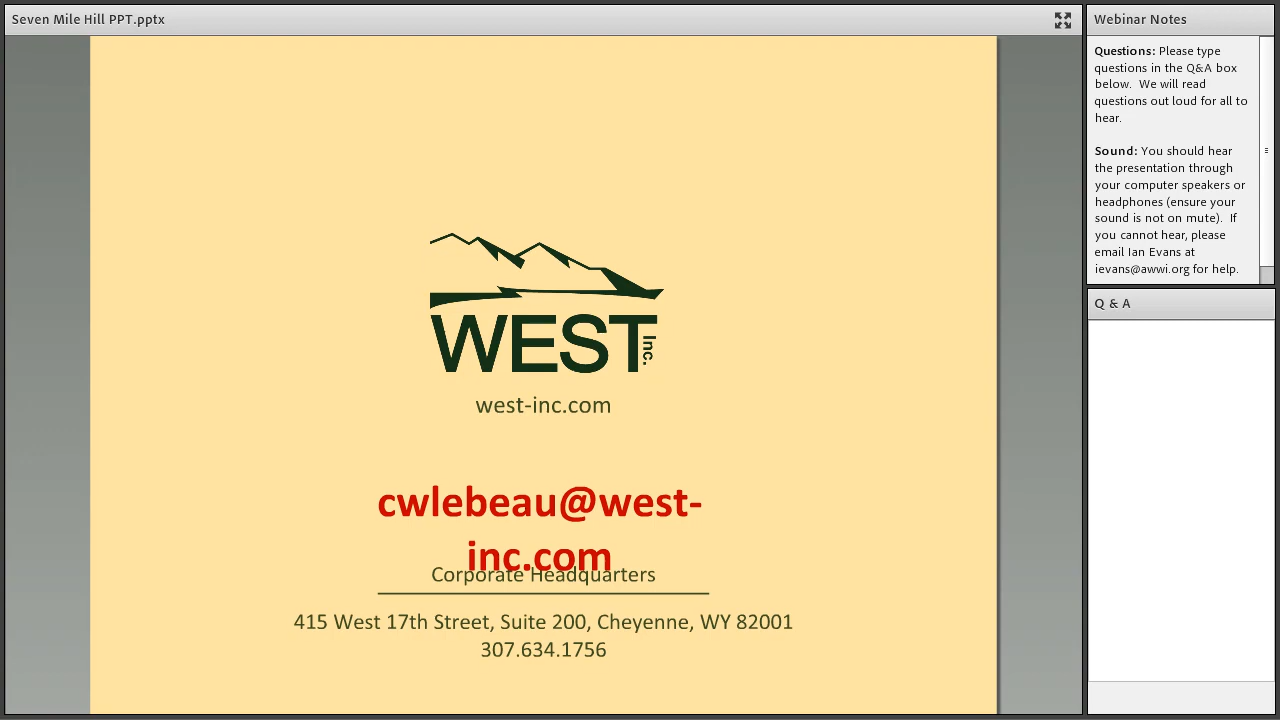 Seven Mile Hill PPT.pptx
WEST
Inc.
west-inc.com
cwlebeau@west-
inc.com
Corporate Headquarters
415 West 17th Street, Suite 200, Cheyenne, WY 82001
307.634.1756
Webinar Notes
Questions: Please type
questions in the Q&A box
below.  We will read
questions out loud for all to
hear.
Sound: You should hear
the presentation through
your computer speakers or
headphones (ensure your
sound is not on mute).  If
you cannot hear, please
email Ian Evans at
ievans@awwi.org for help.
Q & A